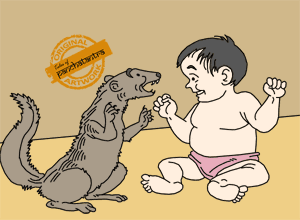 ORIGINAL
Tales of
panchatantra
ARTWORK